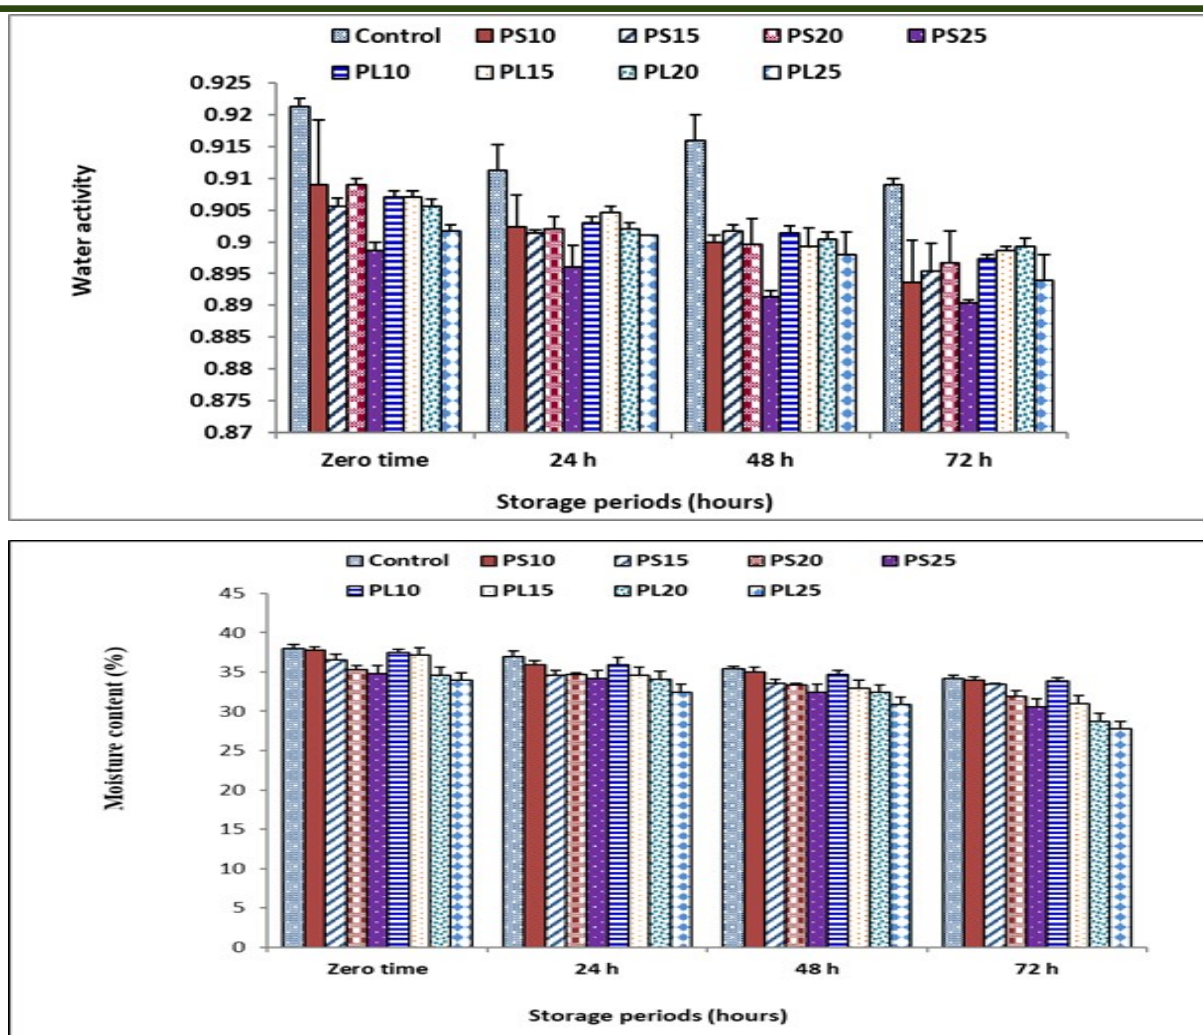 Control PS10 PS15 PS20 PS25
PL10 PL15 PL20 PL25
Water activity
0.925
0.92
0.915
0.91
0.905
0.9
0.895
0.89
0.885
0.88
0.875
0.87
Zero time 24 h 48 h 72 h
Storage periods (hours)
Control PS10 PS15 PS20 PS25
PL10 PL15 PL20 PL25
Moisture content (%)
45
40
35
30
25
20
15
10
5
0
Zero time 24 h 48 h 72 h
Storage periods (hours)